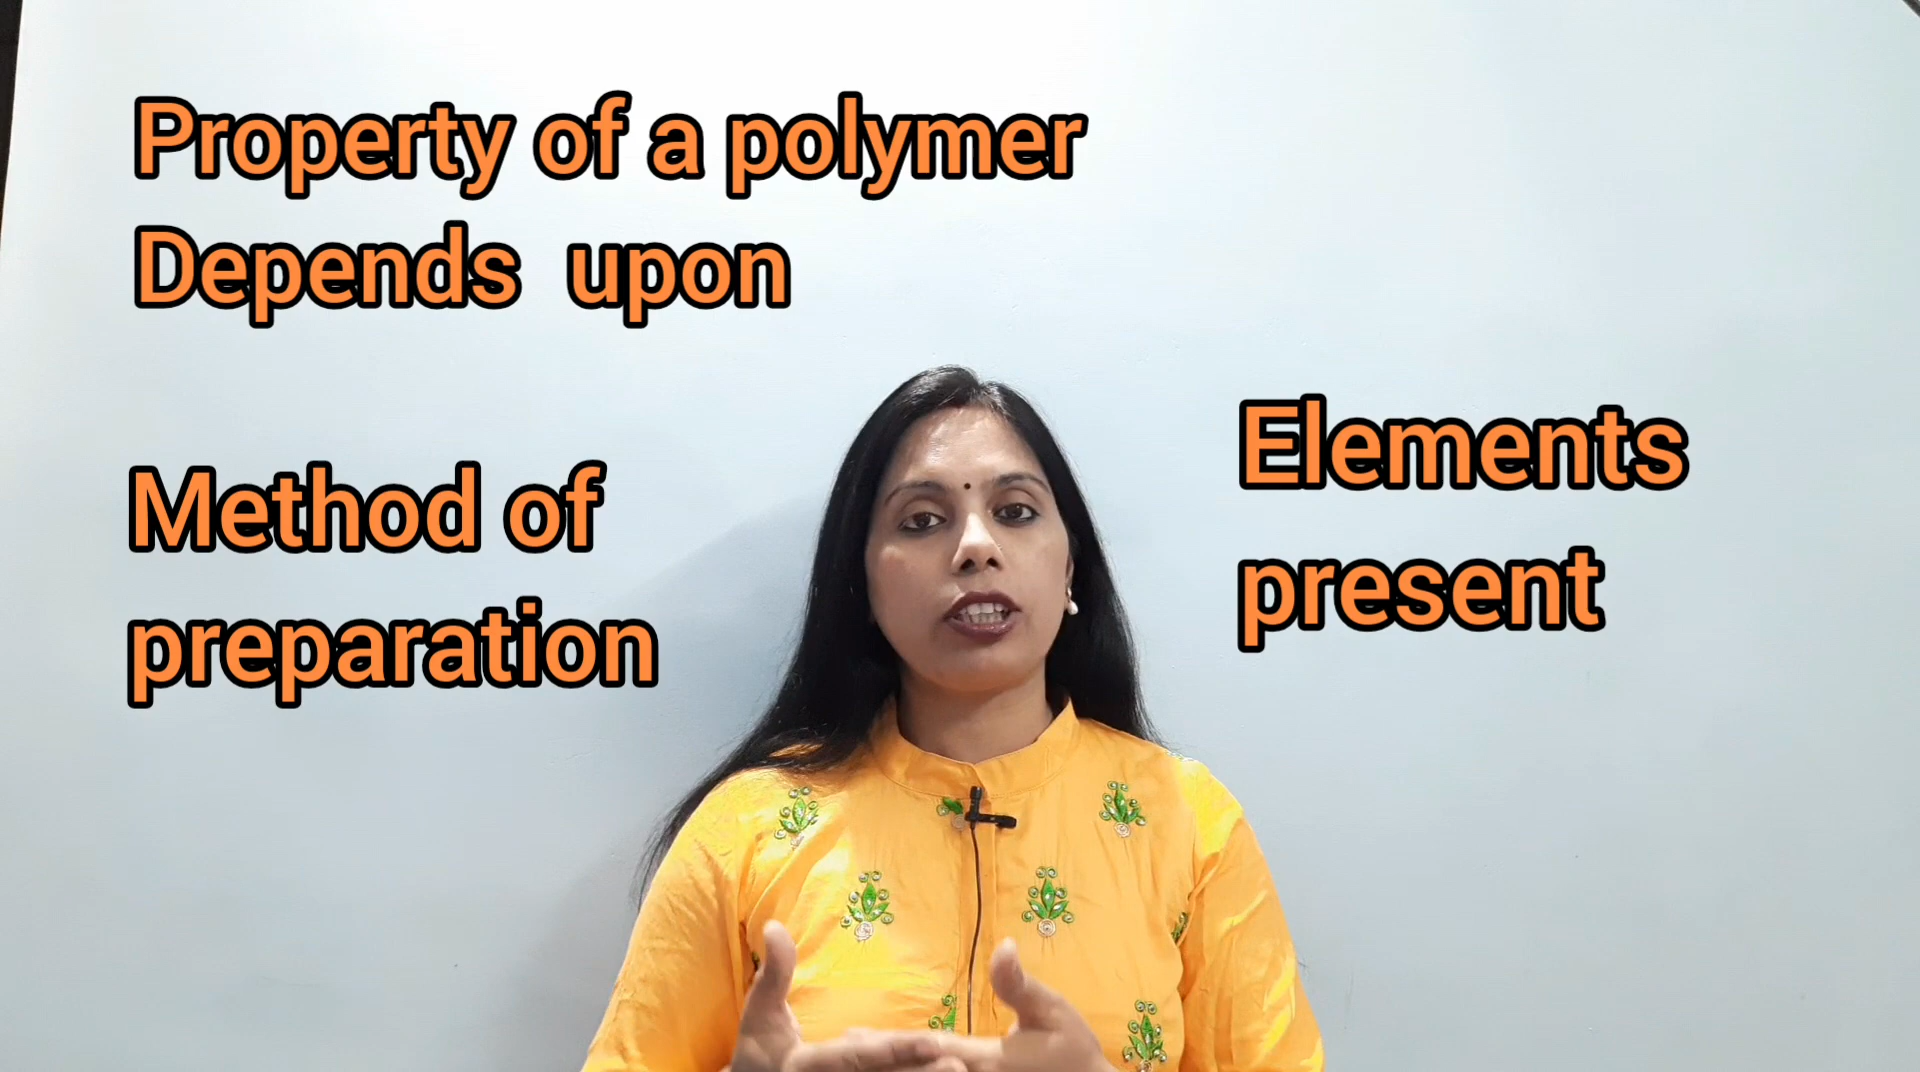 Property of a polymer
Depends  upon
Method of
preparation
Elements
present